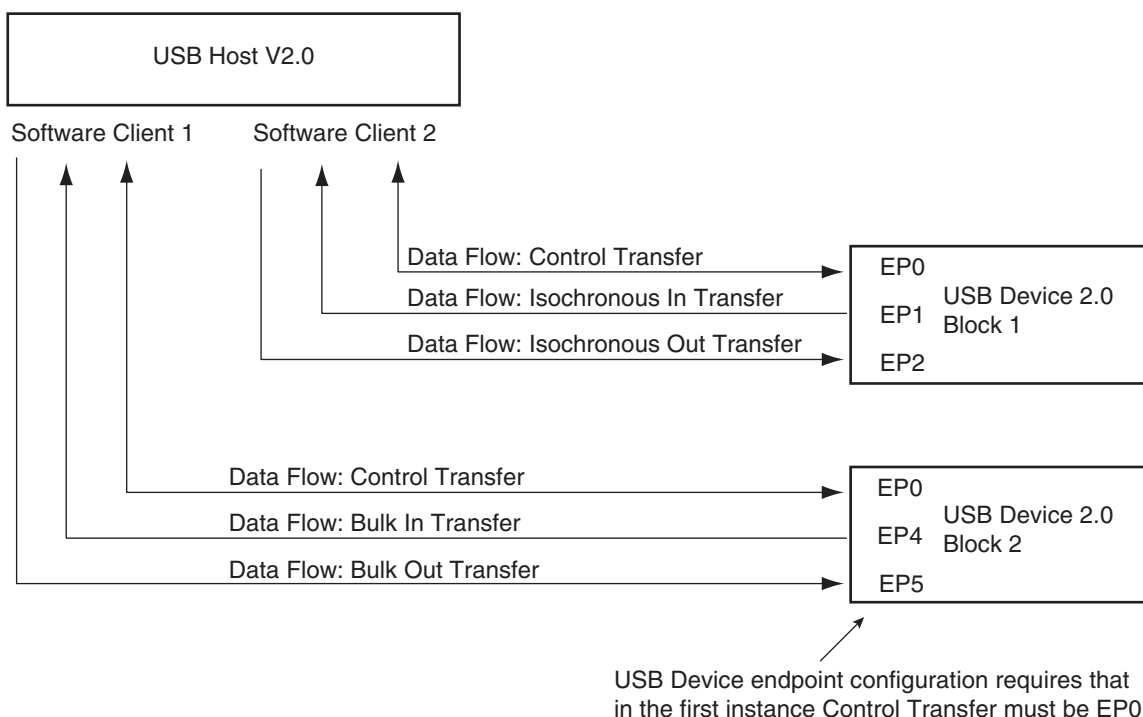 USB Host V2.0
Software Client 1
Software Client 2
Data Flow: Control Transfer
EP0
Data Flow: Isochronous In Transfer
EP1
USB Device 2.0
Block 1
Data Flow: Isochronous Out Transfer
EP2
Data Flow: Control Transfer
EP0
Data Flow: Bulk In Transfer
EP4
USB Device 2.0
Block 2
Data Flow: Bulk Out Transfer
EP5
USB Device endpoint configuration requires that
in the first instance Control Transfer must be EP0